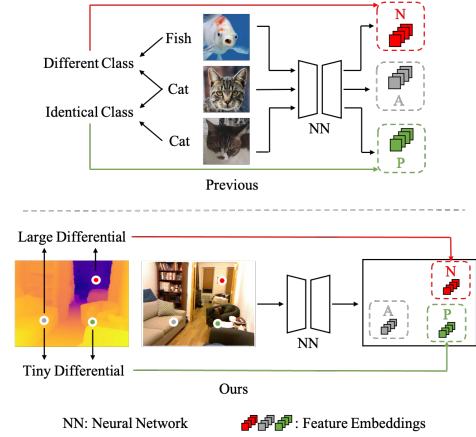 N
Fish
Different Class
A
Cat
Identical Class
NN
Cat
P
Previous
Large Differential
N
A
P
NN
Tiny Differential
Ours
NN: Neural Network
: Feature Embeddings